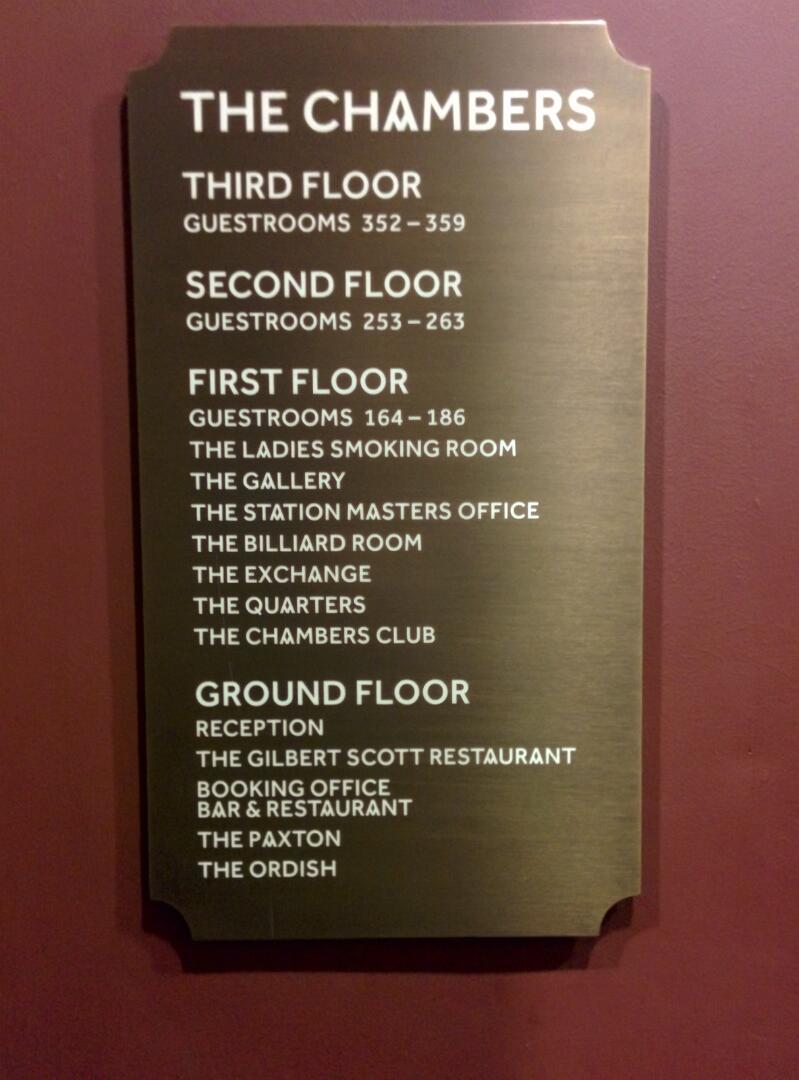 THE CHAMBERS
THIRD FLOOR
GUESTROOMS 352 – 359
SECOND FLOOR
GUESTROOMS 253 – 263
FIRST FLOOR
GUESTROOMS 164 – 186
THE LADIES SMOKING ROOM
THE GALLERY
THE STATION MASTERS OFFICE
THE BILLIARD ROOM
THE EXCHANGE
THE QUARTERS
THE CHAMBERS CLUB
GROUND FLOOR
RECEPTION
THE GILBERT SCOTT RESTAURANT
BOOKING OFFICE
BAR & RESTAURANT
THE PAXTON
THE ORDISH